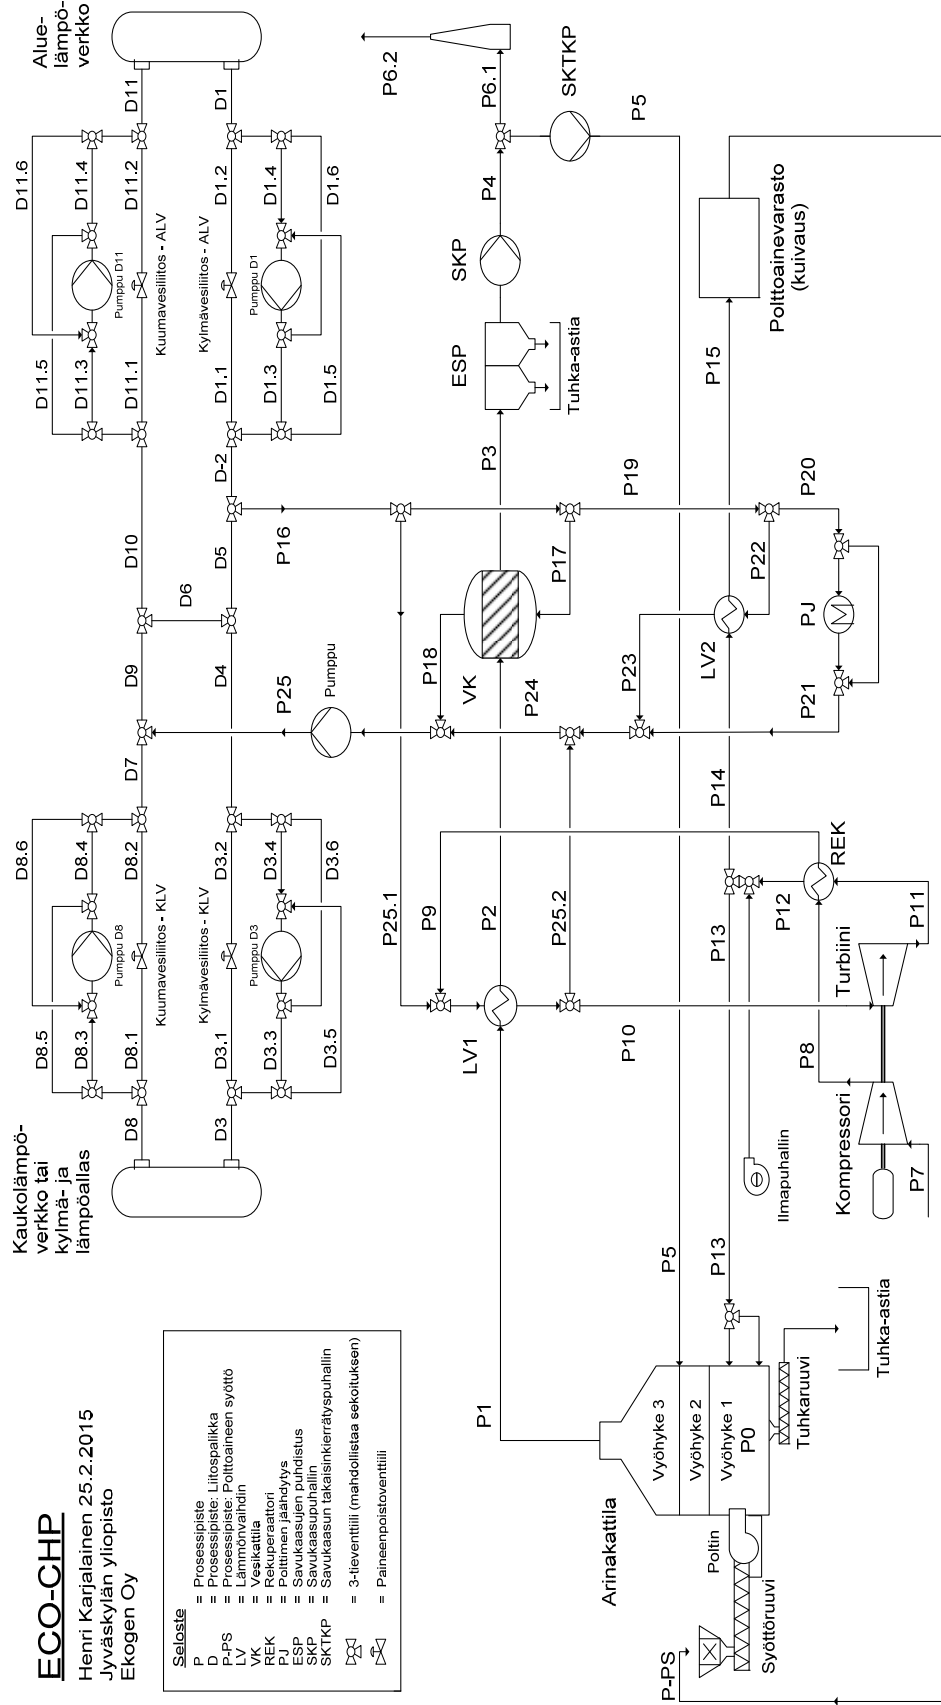 ECO-CHP
Henri Karjalainen 25.2.2015
Jyväskylän yliopisto
Ekogen Oy
Seloste
P = Prosessipiste
D = Prosessipiste: Liitospaikka
P-PS = Prosessipiste: Polttoaineen syöttö
LV = Lämmönvaihdin
VK = Vesikattila
REK = Rekuperaattori
PJ = Polttimen jäähdytys
ESP = Savukaasujen puhdistus
SKP = Savukaasupuhallin
SKTKP = Savukaasun takaisinkierrätyspuhallin
= 3-tieventtiili (mahdollistaa sekoituksen)
= Paineenpoistoventtiili
Kaukolämpö-
verkko tai
kylmä- ja
lämpöallas
Alue-
lämpö-
verkko
D8
D8.1
D8.2
D8.3
D8.4
D8.5
D8.6
Pumppu D8
Kuumavesiliitos - KLV
D7
D9
D10
D6
D11.1
D11.2
D11.3
D11.4
D11.5
D11.6
D11
Pumppu D11
Kuumavesiliitos - ALV
D3
D3.1
D3.2
D3.3
D3.4
D3.5
D3.6
Pumppu D3
Kylmävesiliitos - KLV
D4
D5
D-2
D1.1
D1.2
D1.3
D1.4
D1.5
D1.6
D1
Pumppu D1
Kylmävesiliitos - ALV
P25
Pumppu
P16
P25.1
P9
P18
VK
P17
P24
P19
P3
ESP
Tuhka-astia
SKP
P4
P6.1
P6.2
SKTKP
P5
P1
LV1
P2
P25.2
P10
P23
LV2
P22
P20
PJ
P21
P15
Polttoainevarasto
(kuivaus)
P14
P13
P12
REK
P11
Turbiini
P8
Kompressori
P7
Ilmapuhallin
P5
P13
Arinakattila
Vyöhyke 3
Vyöhyke 2
Vyöhyke 1
P0
Poltin
Syöttöruuvi
P-PS
Tuhkaruuvi
Tuhka-astia